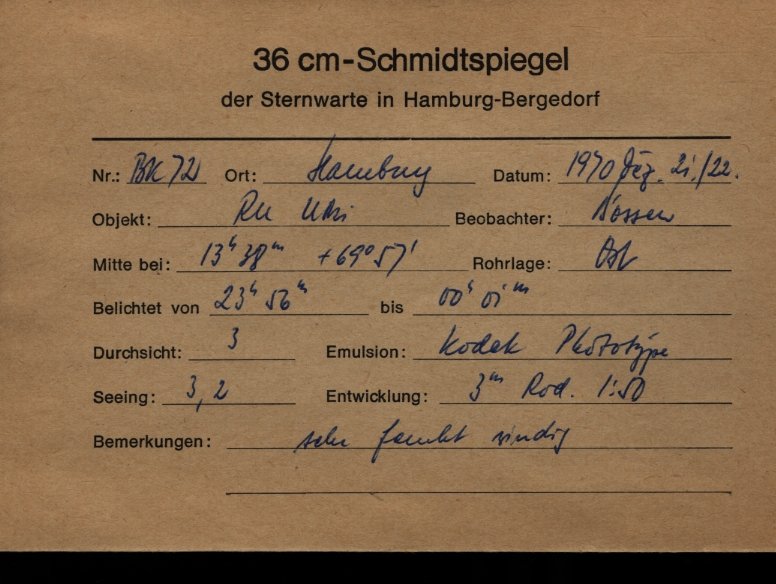 36 cm-Schmidtspiegel
der Sternwarte in Hamburg-Bergedorf
Nr.: BK 72 Ort: Hamburg Datum: 1970 Dez. 21./22.
Objekt: RU UMi Beobachter:
Mitte bei: 13ʰ 38ᵐ +69° 57' Rohrlage: Ost
Belichtet von 23ʰ 56ᵐ bis 00ʰ 01ᵐ
Durchsicht: 3 Emulsion: Kodak Phototype
Seeing: 3,2 Entwicklung: 3ᵐ Rod. 1:50
Bemerkungen: sehr feucht windig